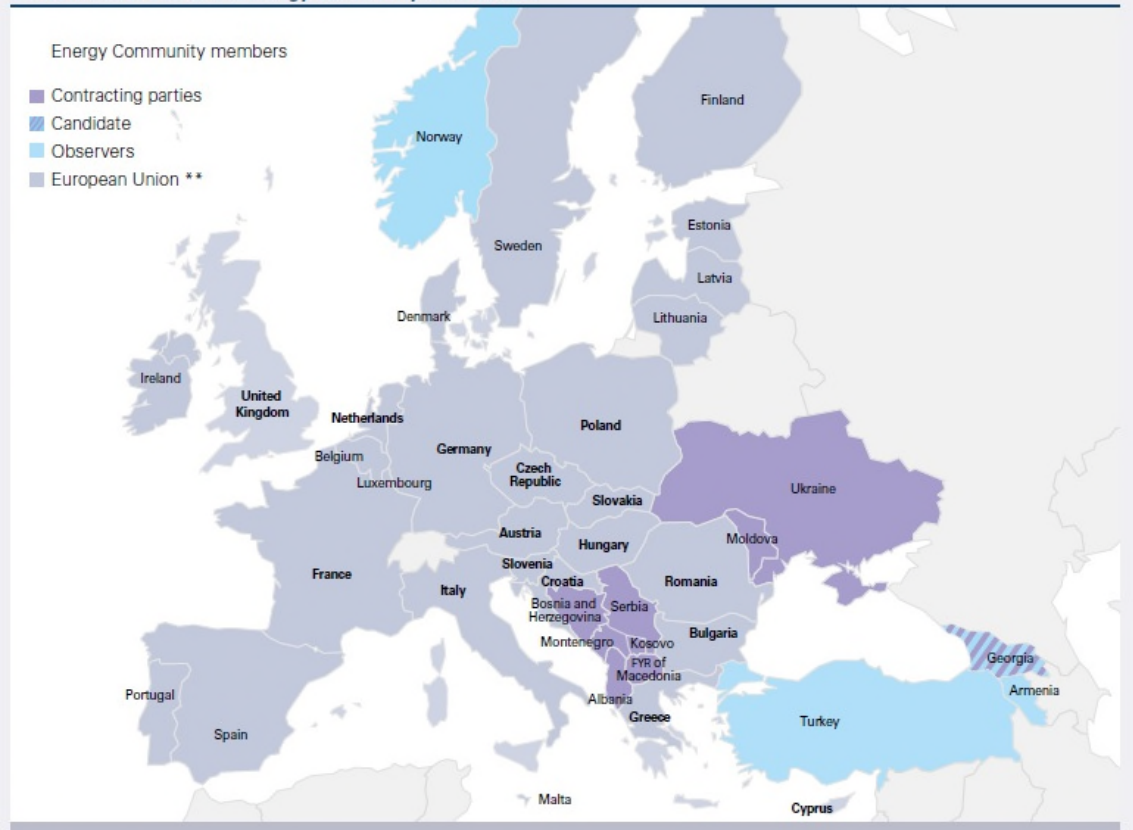 Energy Community members
Contracting parties
Candidate
Observers
European Union **
Finland
Norway
Estonia
Sweden
Latvia
Denmark
Lithuania
Ireland
United
Kingdom
Netherlands
Poland
Germany
Belgium
Czech
Republic
Luxembourg
Ukraine
Slovakia
Austria
Moldova
Hungary
Slovenia
France
Croatia
Romania
Italy
Bosnia and
Herzegovina
Serbia
Bulgaria
Montenegro
Kosovo
Georgia
FYR of
Macedonia
Portugal
Armenia
Albania
Greece
Turkey
Spain
Malta
Cyprus